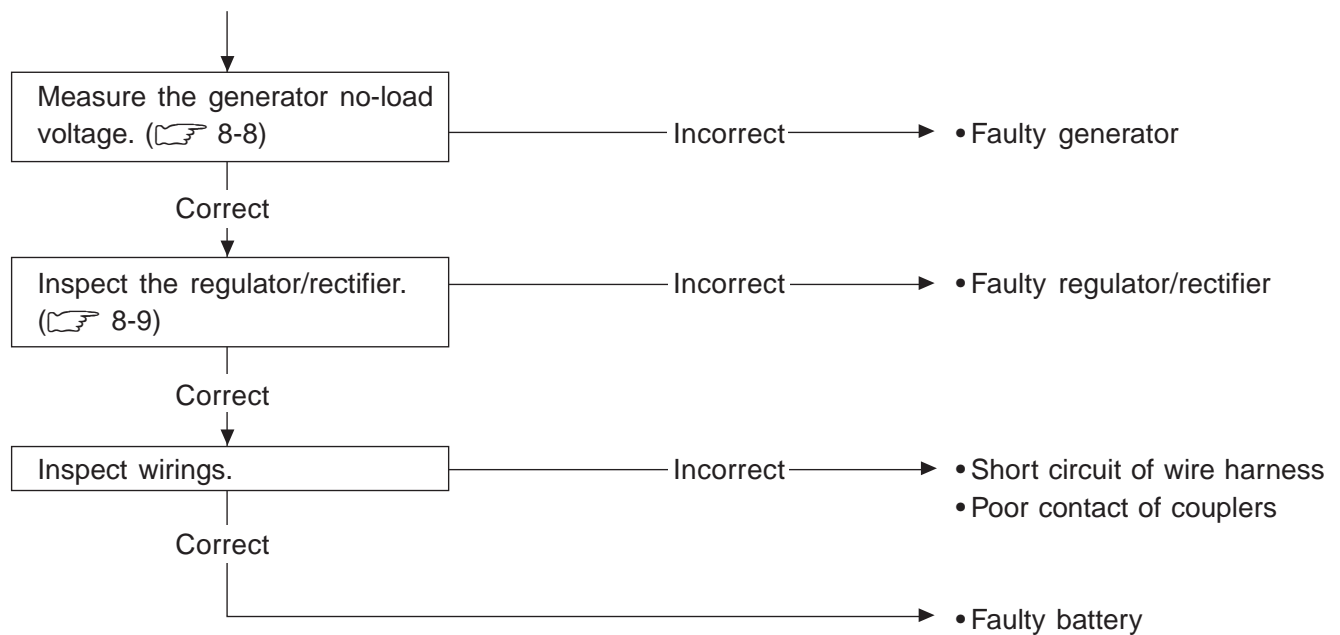 Measure the generator no-load
voltage. (☞ 8-8)
Incorrect
• Faulty generator
Correct
Inspect the regulator/rectifier.
(☞ 8-9)
Incorrect
• Faulty regulator/rectifier
Correct
Inspect wirings.
Incorrect
• Short circuit of wire harness
• Poor contact of couplers
Correct
• Faulty battery